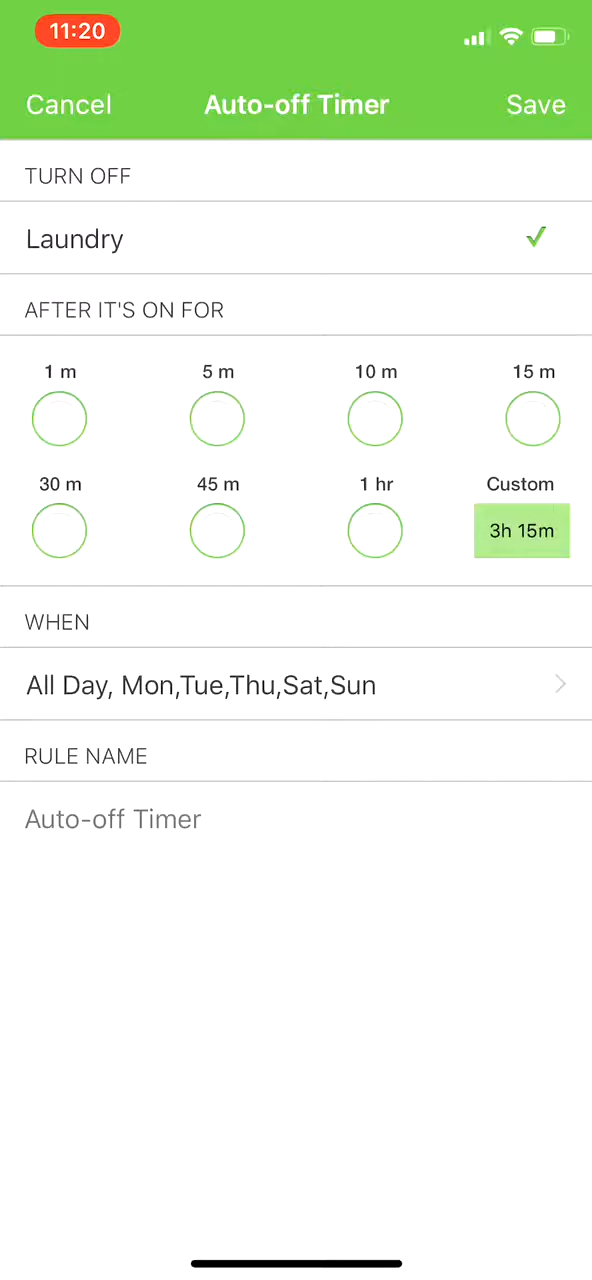 11:20
Cancel Auto-off Timer Save
TURN OFF
Laundry
AFTER IT'S ON FOR
1 m 5 m 10 m 15 m
30 m 45 m 1 hr Custom
3h 15m
WHEN
All Day, Mon,Tue,Thu,Sat,Sun
RULE NAME
Auto-off Timer